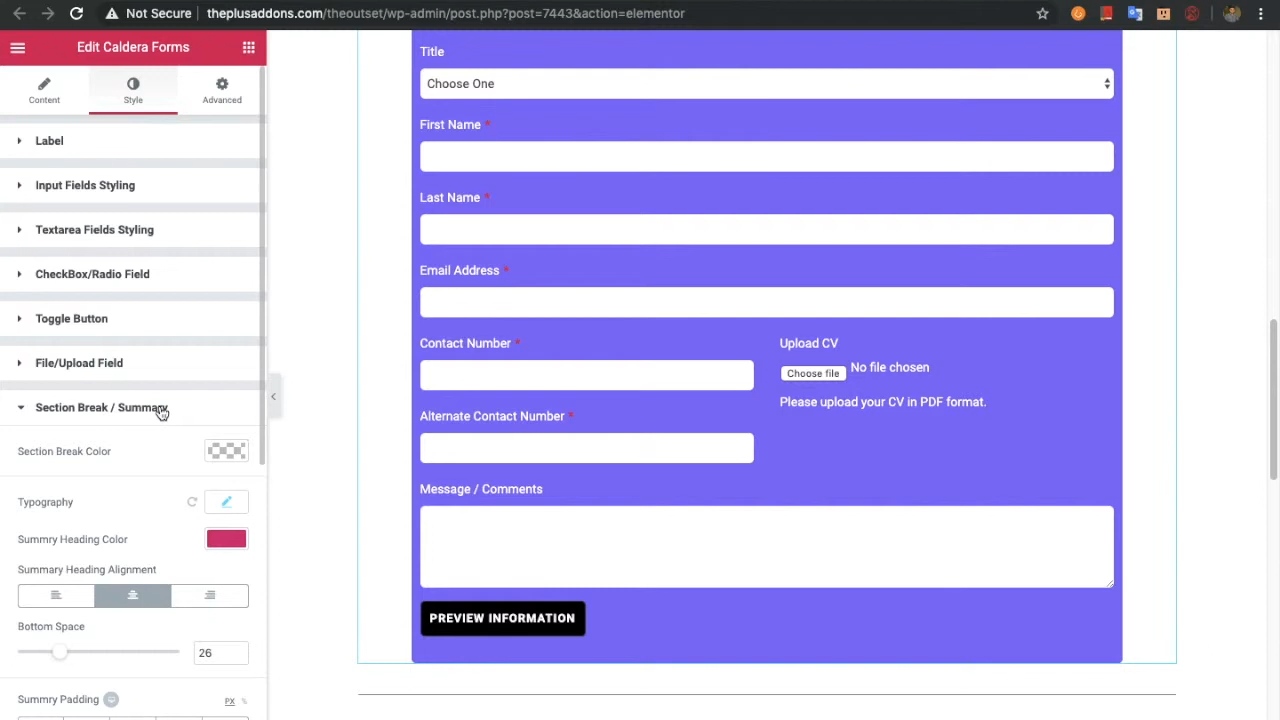 Not Secure | theplusaddons.com/theoutset/wp-admin/post.php?post=7443&action=elementor
Edit Caldera Forms
Content
Style
Advanced
Label
Input Fields Styling
Textarea Fields Styling
CheckBox/Radio Field
Toggle Button
File/Upload Field
Section Break / Summary
Section Break Color
Typography
Summry Heading Color
Summary Heading Alignment
Bottom Space
26
Summry Padding
PX %
Title
Choose One
First Name *
Last Name *
Email Address *
Contact Number *
Upload CV
Choose file No file chosen
Please upload your CV in PDF format.
Alternate Contact Number *
Message / Comments
PREVIEW INFORMATION